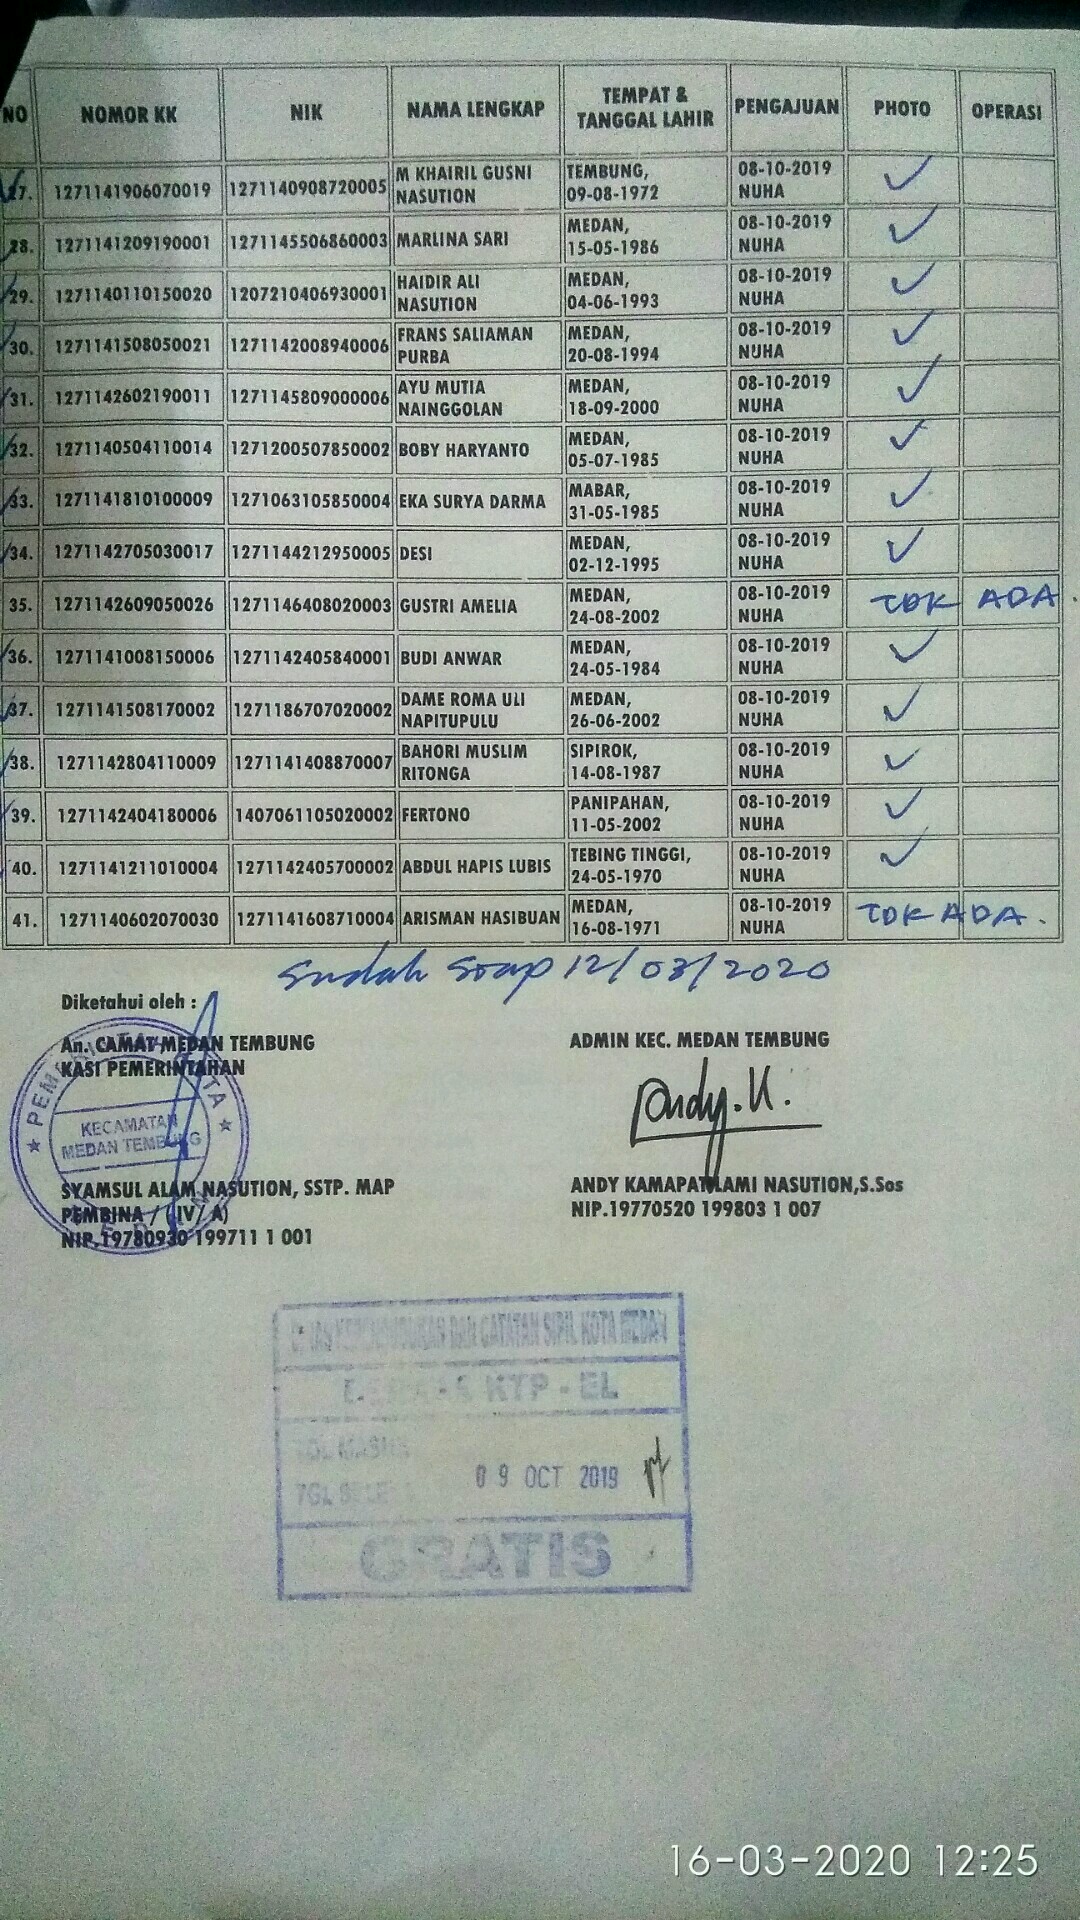 NO NOMOR KK NIK NAMA LENGKAP TEMPAT & TANGGAL LAHIR PENGAJUAN PHOTO OPERASI
27. 1271141906070019 1271140908720005 M KHAIRIL GUSNI NASUTION TEMBUNG, 09-08-1972 08-10-2019 NUHA ✓
28. 1271141209190001 1271145506860003 MARLINA SARI MEDAN, 15-05-1986 08-10-2019 NUHA ✓
29. 1271140110150020 1207210406930001 HAIDIR ALI NASUTION MEDAN, 04-06-1993 08-10-2019 NUHA ✓
30. 1271141508050021 1271142008940006 FRANS SALIAMAN PURBA MEDAN, 20-08-1994 08-10-2019 NUHA ✓
31. 1271142602190011 1271145809000006 AYU MUTIA NAINGGOLAN MEDAN, 18-09-2000 08-10-2019 NUHA ✓
32. 1271140504110014 1271200507850002 BOBY HARYANTO MEDAN, 05-07-1985 08-10-2019 NUHA ✓
33. 1271141810100009 1271063105850004 EKA SURYA DARMA MABAR, 31-05-1985 08-10-2019 NUHA ✓
34. 1271142705030017 1271144212950005 DESI MEDAN, 02-12-1995 08-10-2019 NUHA ✓
35. 1271142609050026 1271146408020003 GUSTRI AMELIA MEDAN, 24-08-2002 08-10-2019 NUHA TDK ADA.
36. 1271141008150006 1271142405840001 BUDI ANWAR MEDAN, 24-05-1984 08-10-2019 NUHA ✓
37. 1271141508170002 1271186707020002 DAME ROMA ULI NAPITUPULU MEDAN, 26-06-2002 08-10-2019 NUHA ✓
38. 1271142804110009 1271141408870007 BAHORI MUSLIM RITONGA SIPIROK, 14-08-1987 08-10-2019 NUHA ✓
39. 1271142404180006 1407061105020002 FERTONO PANIPAHAN, 11-05-2002 08-10-2019 NUHA ✓
40. 1271141211010004 1271142405700002 ABDUL HAPIS LUBIS TEBING TINGGI, 24-05-1970 08-10-2019 NUHA ✓
41. 1271140602070030 1271141608710004 ARISMAN HASIBUAN MEDAN, 16-08-1971 08-10-2019 NUHA TDK ADA.
Sudah 12/03/2020
Diketahui oleh :
An. CAMAT MEDAN TEMBUNG
KASI PEMERINTAHAN
KECAMATAN
MEDAN TEMBUNG
SYAMSUL ALAM NASUTION, SSTP. MAP
PEMBINA / (IV/ A)
NIP.19780930 199711 1 001
ADMIN KEC. MEDAN TEMBUNG
Andy.K.
ANDY KAMAPATLAMI NASUTION,S.Sos
NIP.19770520 199803 1 007
DAN CATATAN SIPIL KOTA MEDAN
KTP - EL
TGL MASUK
TGL
09 OCT 2019
GRATIS
16-03-2020 12:25